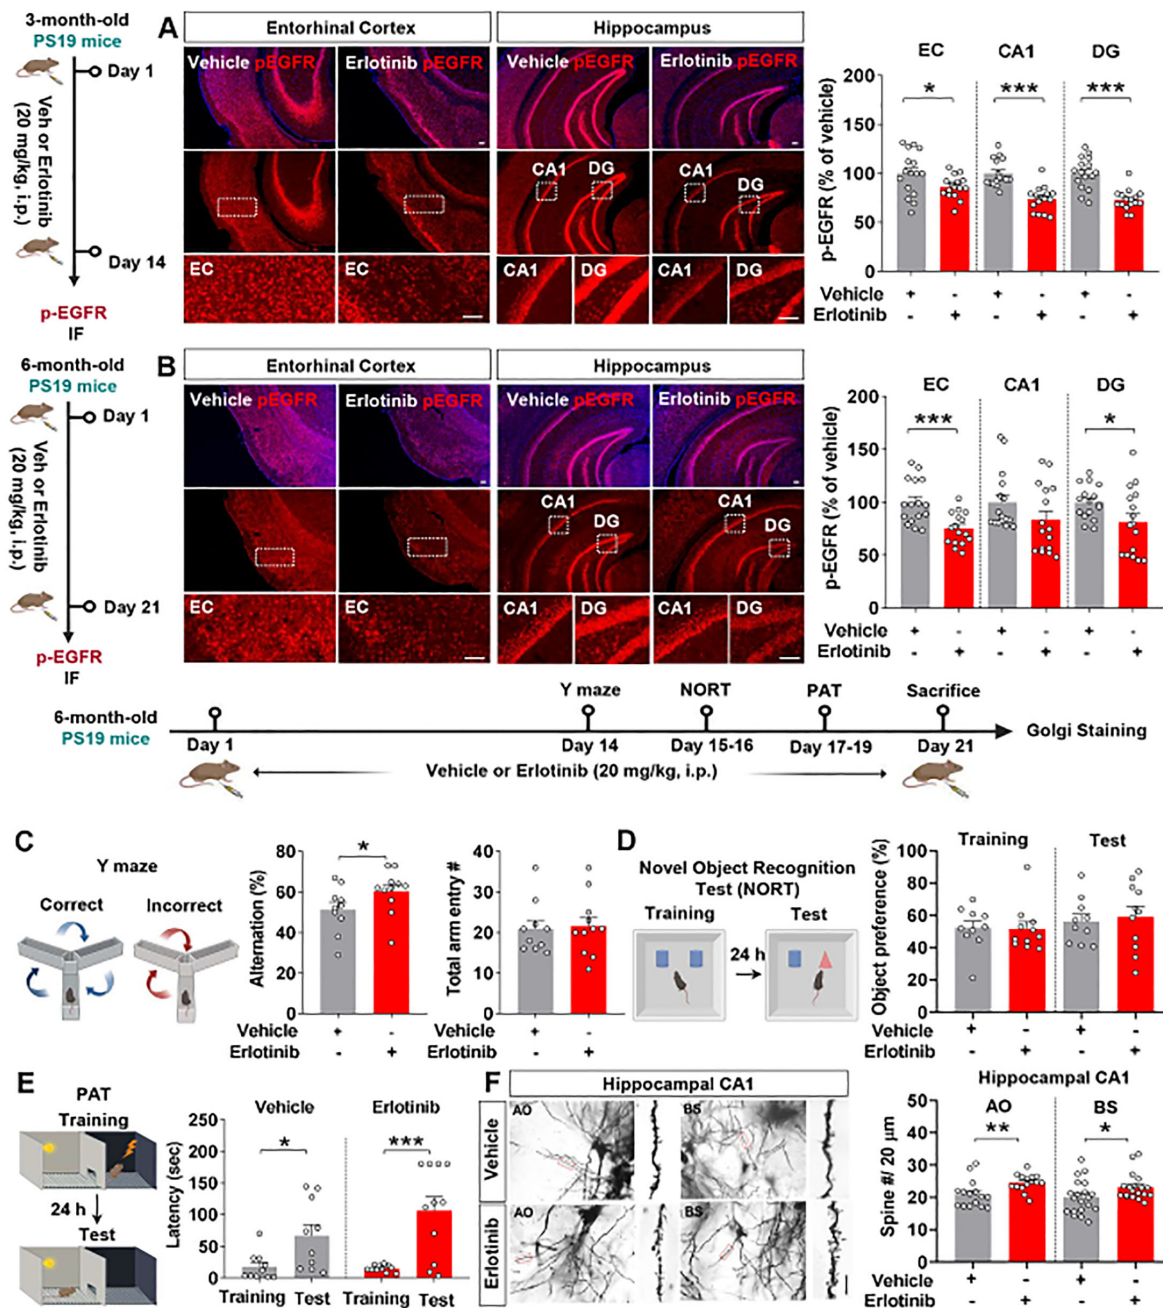 3-month-old
PS19 mice
Day 1
Veh or Erlotinib
(20 mg/kg, i.p.)
Day 14
p-EGFR
IF
A
Entorhinal Cortex
Hippocampus
Vehicle pEGFR
Erlotinib pEGFR
Vehicle pEGFR
Erlotinib pEGFR
CA1
DG
CA1
DG
EC
EC
CA1
DG
CA1
DG
EC
CA1
DG
p-EGFR (% of vehicle)
200
150
100
50
0
*
***
***
Vehicle + - + - + -
Erlotinib - + - + - +
6-month-old
PS19 mice
Day 1
Veh or Erlotinib
(20 mg/kg, i.p.)
Day 21
p-EGFR
IF
B
Entorhinal Cortex
Hippocampus
Vehicle pEGFR
Erlotinib pEGFR
Vehicle pEGFR
Erlotinib pEGFR
CA1
DG
CA1
DG
EC
EC
CA1
DG
CA1
DG
EC
CA1
DG
p-EGFR (% of vehicle)
200
150
100
50
0
***
*
Vehicle + - + - + -
Erlotinib - + - + - +
6-month-old
PS19 mice
Y maze
NORT
PAT
Sacrifice
Day 1
Day 14
Day 15-16
Day 17-19
Day 21
Golgi Staining
Vehicle or Erlotinib (20 mg/kg, i.p.)
C
Y maze
Correct
Incorrect
Alternation (%)
80
60
40
20
0
*
Vehicle + -
Erlotinib - +
Total arm entry #
40
30
20
10
0
Vehicle + -
Erlotinib - +
D
Novel Object Recognition
Test (NORT)
Training
Test
24 h
Object preference (%)
100
80
60
40
20
0
Training
Test
Vehicle + - + -
Erlotinib - + - +
E
PAT
Training
24 h
Test
Latency (sec)
250
200
150
100
50
0
Vehicle
Erlotinib
*
***
Training
Test
Training
Test
F
Hippocampal CA1
Vehicle
Erlotinib
AO
BS
AO
BS
Hippocampal CA1
AO
BS
**
*
Spine #/ 20 µm
40
30
20
10
0
Vehicle + - + -
Erlotinib - + - +